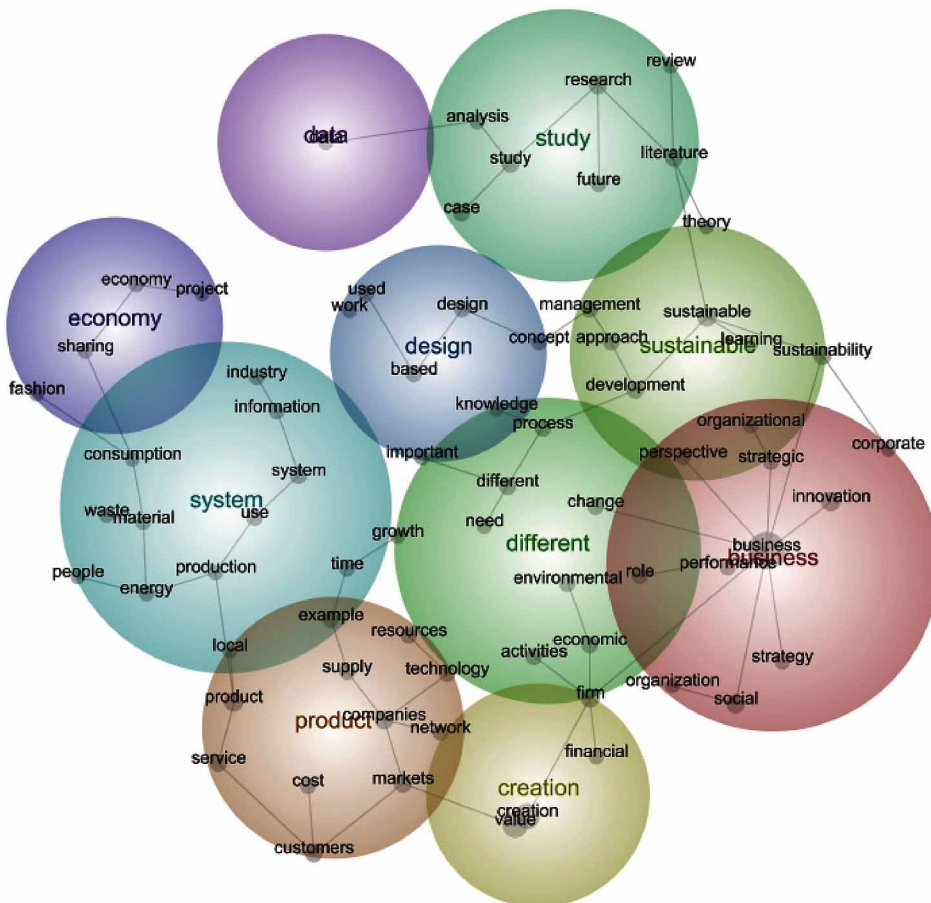 review
research
analysis
data
data
study
study
literature
future
case
theory
economy
project
economy
sharing
fashion
used
work
design
design
based
concept
management
approach
sustainable
sustainable
learning
sustainability
development
industry
information
knowledge
process
organizational
corporate
consumption
important
perspective
strategic
system
system
different
change
innovation
waste
material
use
need
growth
different
business
business
people
energy
production
time
environmental
role
performance
example
resources
local
supply
technology
activities
economic
organization
strategy
social
product
product
companies
network
firm
financial
service
cost
markets
creation
creation
value
customers